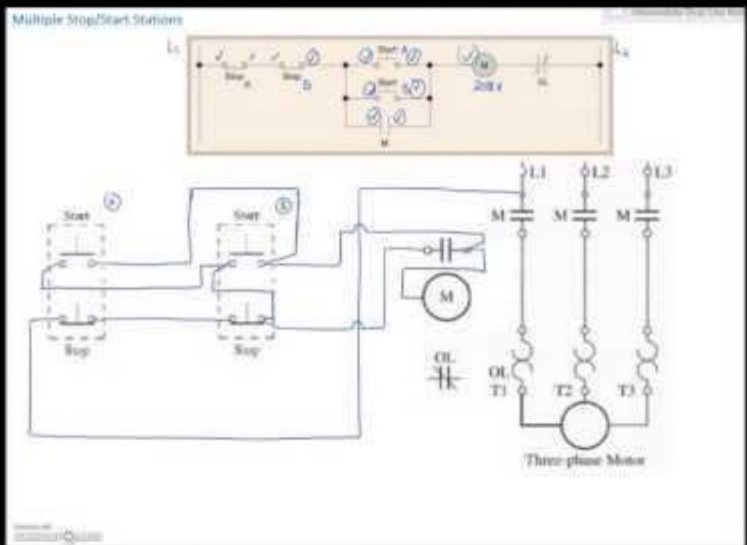 Multiple Stop/Start Stations
L1 Start A M L2
Stop A Stop B Start B 208 V OL
M
L1 L2 L3
Start A Start B M M M
M
Stop Stop OL OL
T1 T2 T3
Three-phase Motor